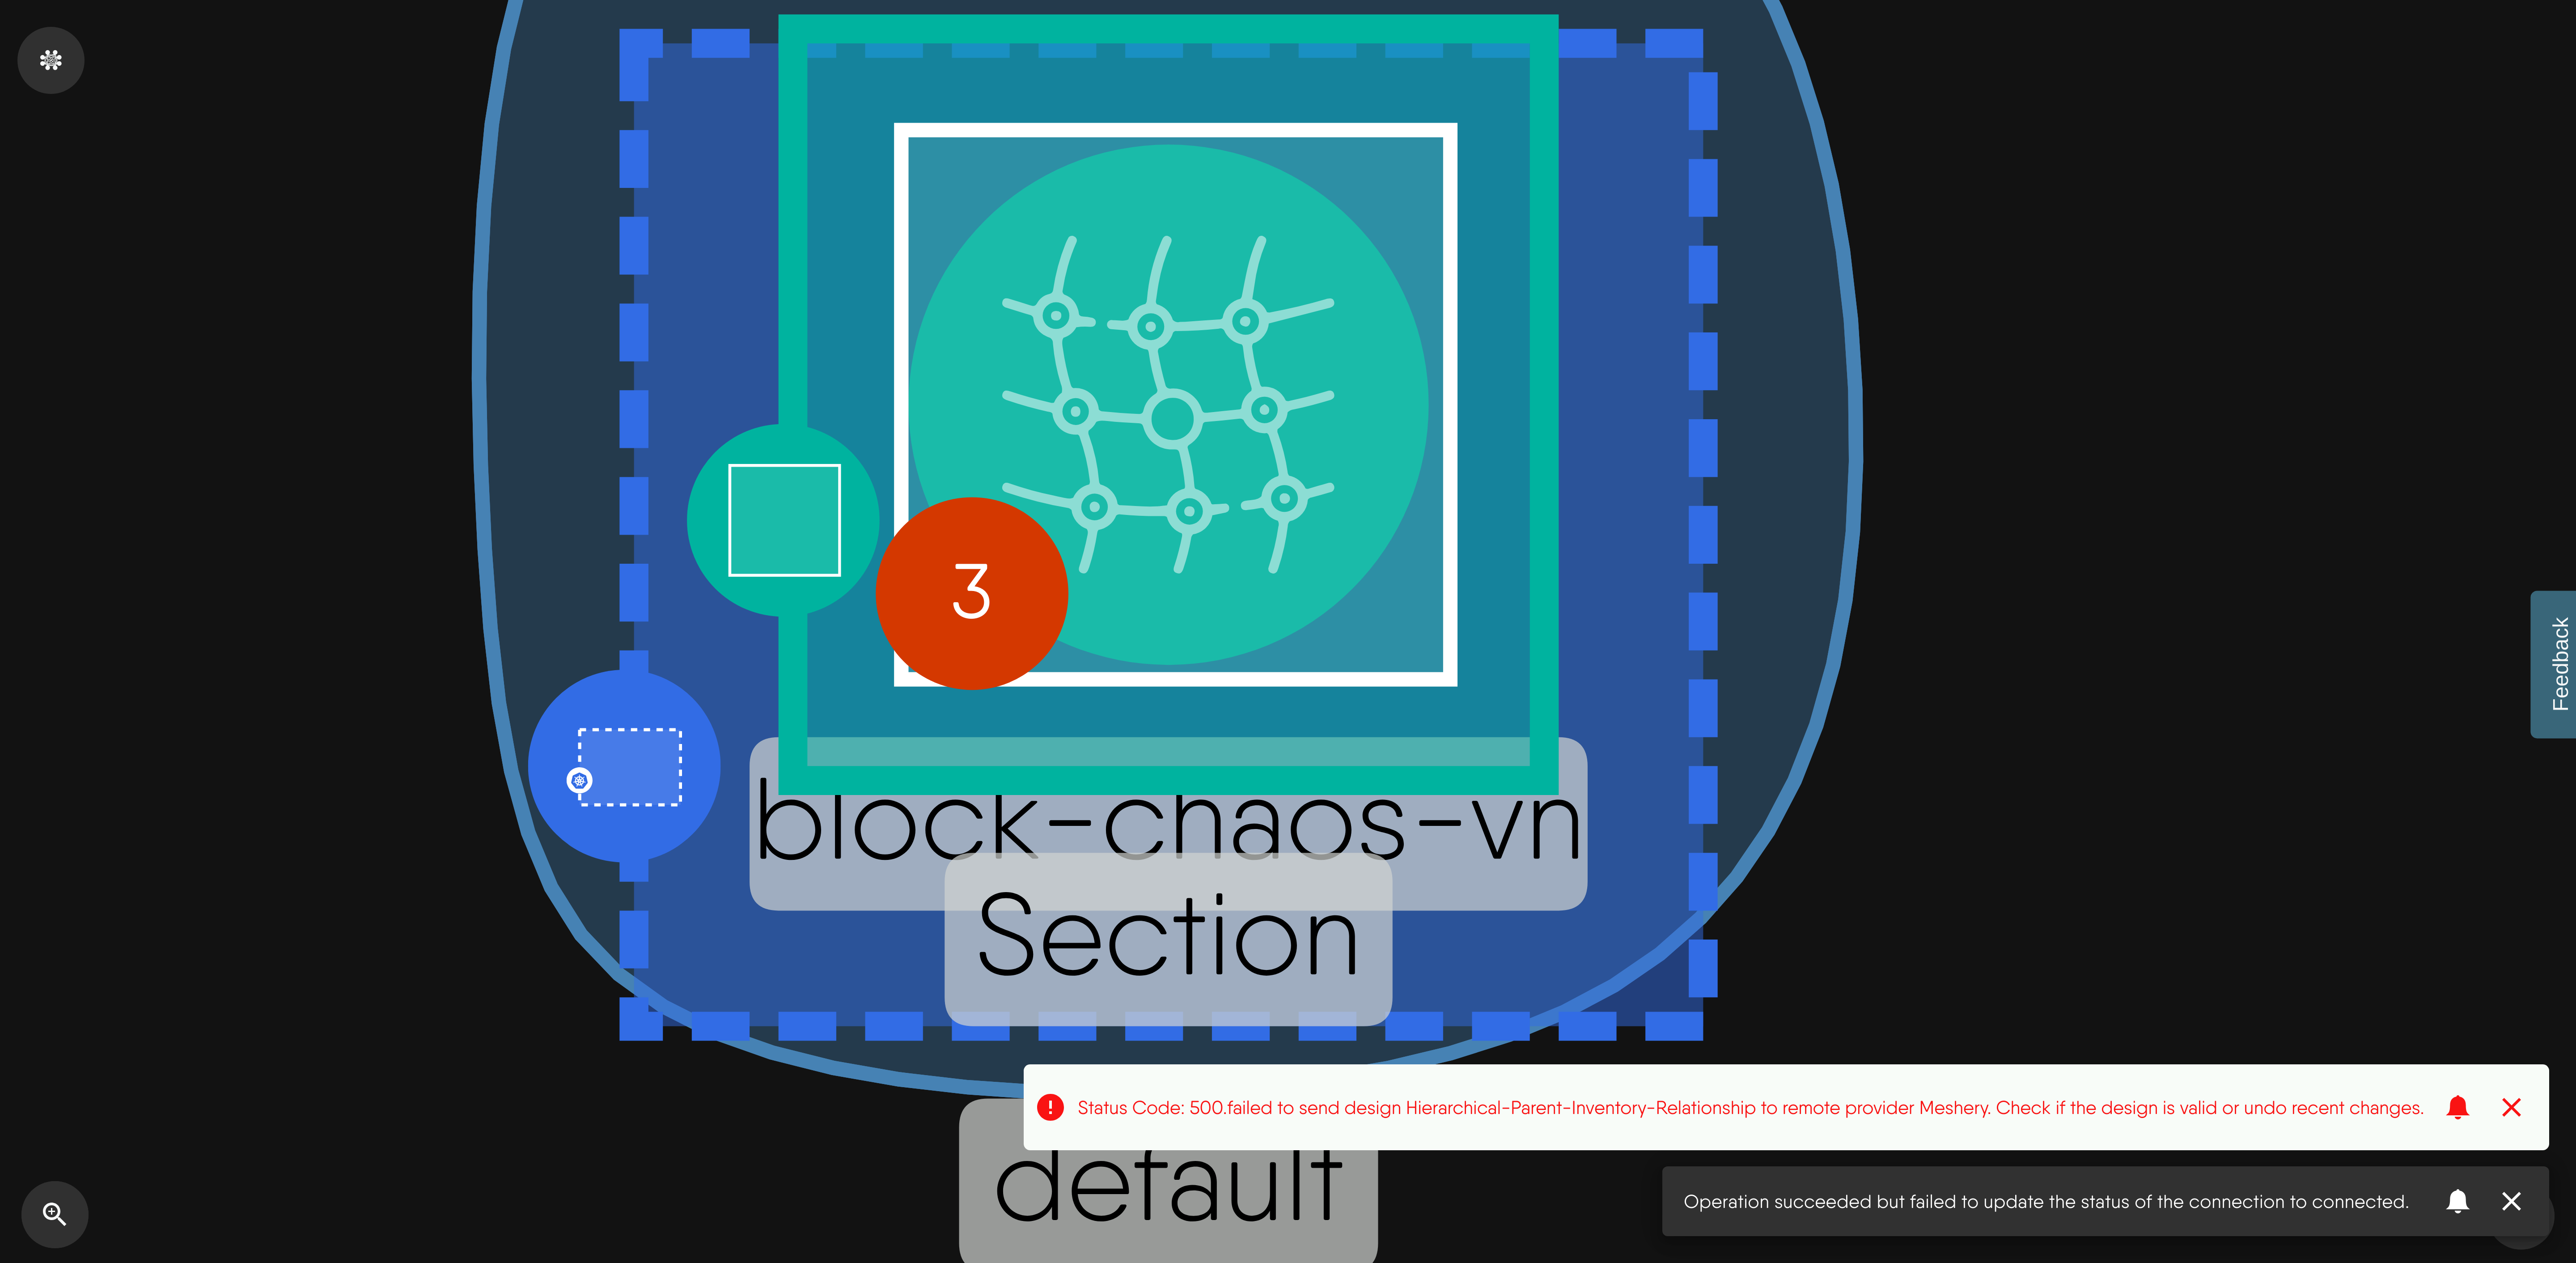 3
block-chaos-vn
Section
Status Code: 500.failed to send design Hierarchical-Parent-Inventory-Relationship to remote provider Meshery. Check if the design is valid or undo recent changes.
default
Operation succeeded but failed to update the status of the connection to connected.
Feedback